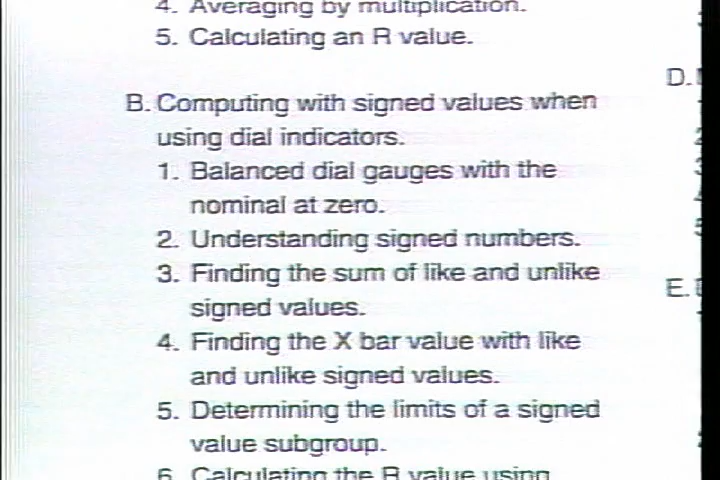 4. Averaging by multiplication.
5. Calculating an R value.
D.
B. Computing with signed values when
using dial indicators.
1. Balanced dial gauges with the
nominal at zero.
2. Understanding signed numbers.
3. Finding the sum of like and unlike
signed values.
E.
4. Finding the X bar value with like
and unlike signed values.
5. Determining the limits of a signed
value subgroup.
6. Calculating the R value using